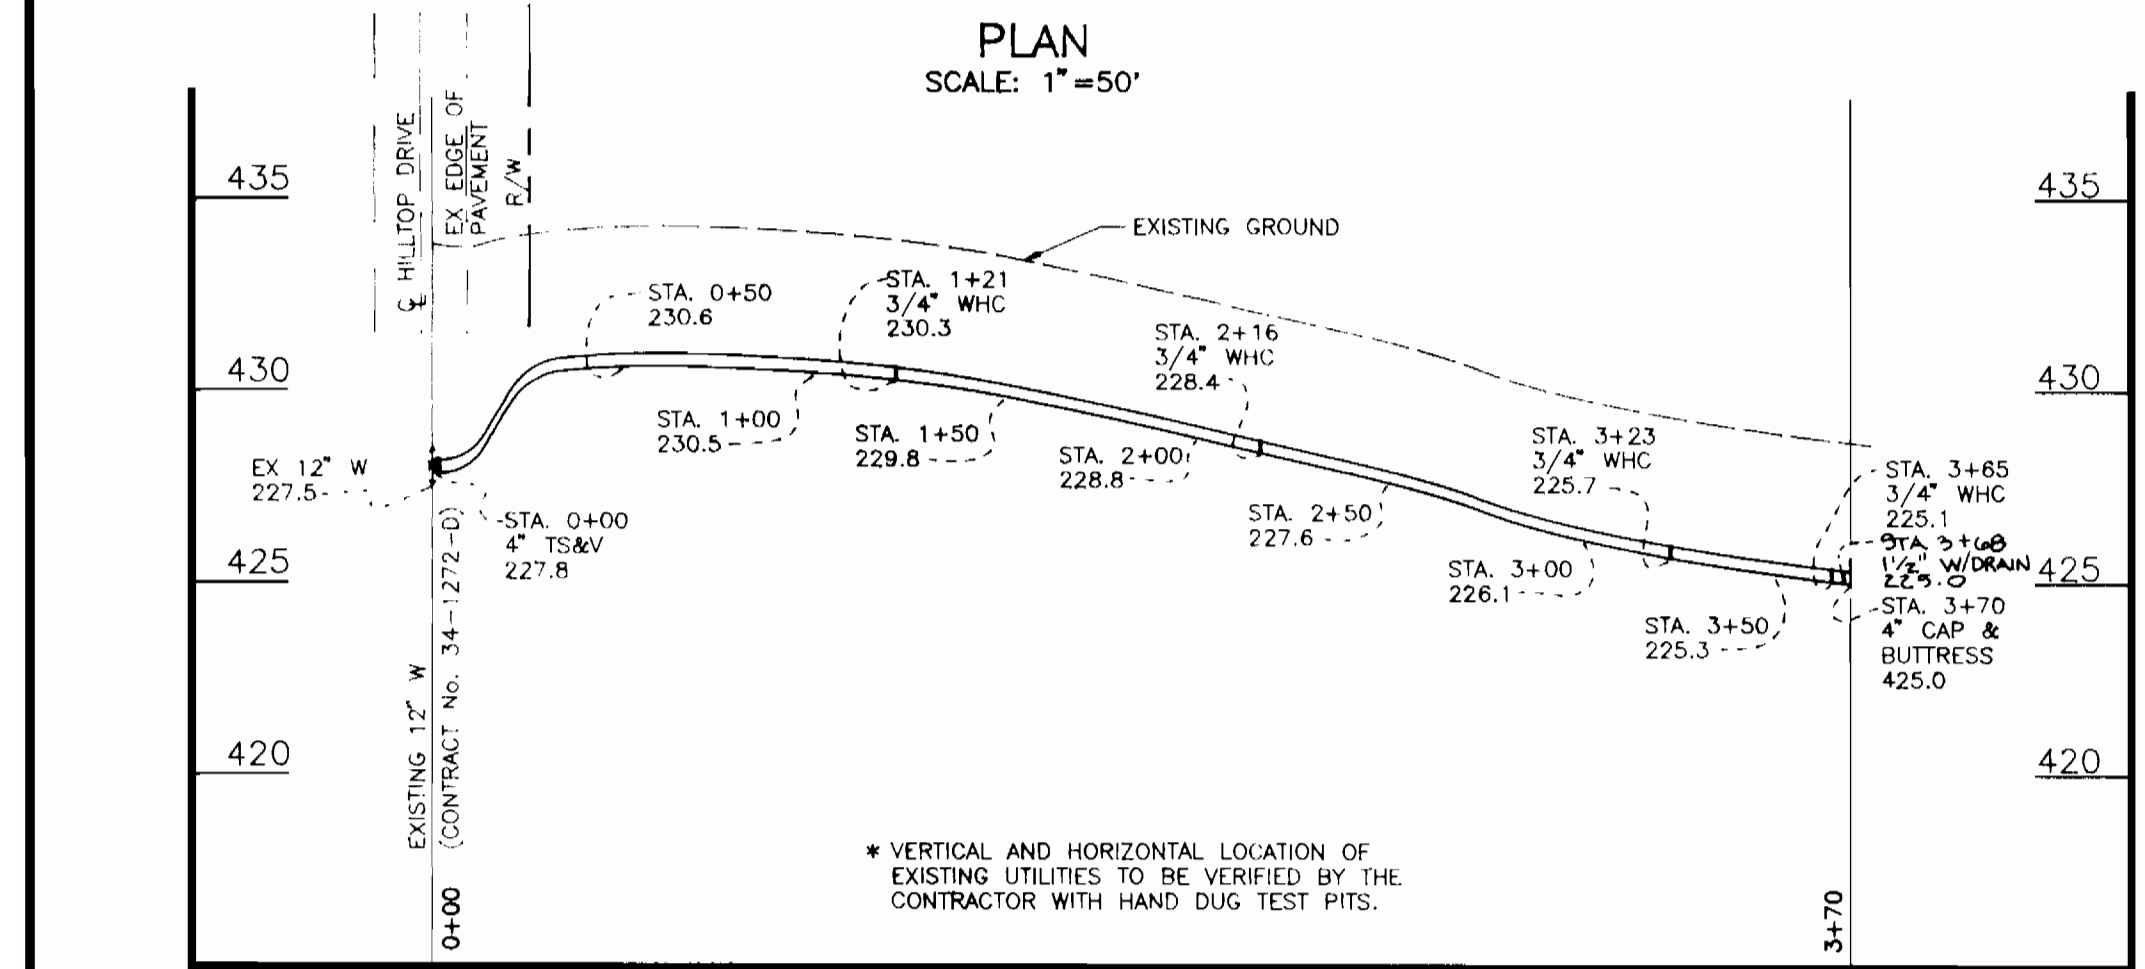 PLAN
SCALE: 1"=50'
℄ HILLTOP DRIVE
EX EDGE OF
PAVEMENT
R/W
435
435
EXISTING GROUND
STA. 0+50
230.6
STA. 1+21
3/4" WHC
230.3
STA. 2+16
3/4" WHC
228.4
430
430
STA. 1+00
230.5
STA. 1+50
229.8
STA. 2+00
228.8
STA. 3+23
3/4" WHC
225.7
EX 12" W
227.5
STA. 0+00
4" TS&V
227.8
STA. 2+50
227.6
STA. 3+65
3/4" WHC
225.1
STA 3+68
1 1/2" W/DRAIN
225.0
425
425
STA. 3+00
226.1
STA. 3+50
225.3
STA. 3+70
4" CAP &
BUTTRESS
425.0
EXISTING 12" W
(CONTRACT No. 34-1272-D)
420
420
* VERTICAL AND HORIZONTAL LOCATION OF
EXISTING UTILITIES TO BE VERIFIED BY THE
CONTRACTOR WITH HAND DUG TEST PITS.
0+00
3+70